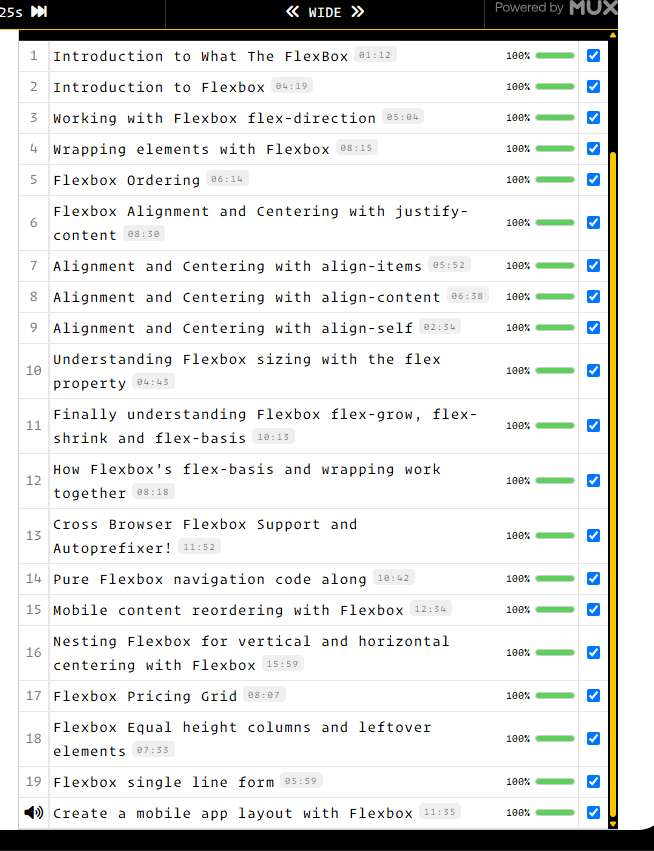 25s
WIDE
Powered by MUX
1 Introduction to What The FlexBox 01:12 100%
2 Introduction to Flexbox 04:19 100%
3 Working with Flexbox flex-direction 05:04 100%
4 Wrapping elements with Flexbox 08:15 100%
5 Flexbox Ordering 06:14 100%
6 Flexbox Alignment and Centering with justify-
content 08:30 100%
7 Alignment and Centering with align-items 05:52 100%
8 Alignment and Centering with align-content 06:38 100%
9 Alignment and Centering with align-self 02:34 100%
10 Understanding Flexbox sizing with the flex
property 04:43 100%
11 Finally understanding Flexbox flex-grow, flex-
shrink and flex-basis 10:13 100%
12 How Flexbox's flex-basis and wrapping work
together 08:18 100%
13 Cross Browser Flexbox Support and
Autoprefixer! 11:52 100%
14 Pure Flexbox navigation code along 10:42 100%
15 Mobile content reordering with Flexbox 12:34 100%
16 Nesting Flexbox for vertical and horizontal
centering with Flexbox 15:59 100%
17 Flexbox Pricing Grid 08:07 100%
18 Flexbox Equal height columns and leftover
elements 07:33 100%
19 Flexbox single line form 05:59 100%
Create a mobile app layout with Flexbox 11:35 100%